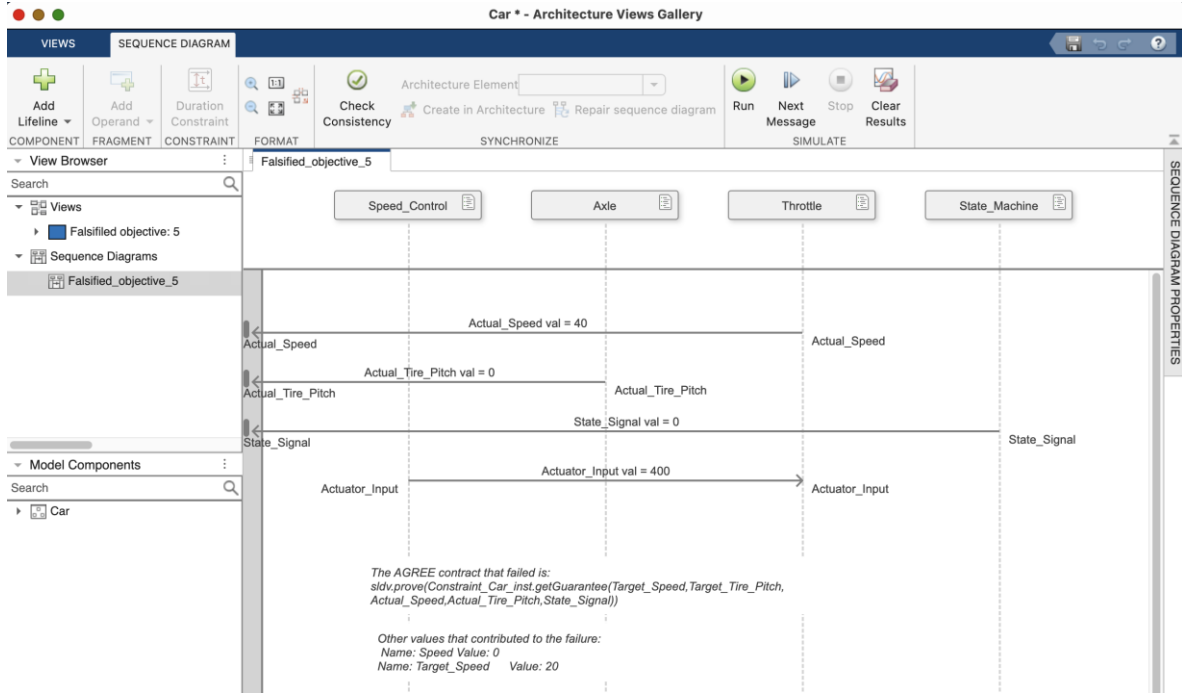 Car * - Architecture Views Gallery
VIEWS
SEQUENCE DIAGRAM
?
1:1
Add
Lifeline
Add
Operand
Duration
Constraint
Check
Consistency
Architecture Element
Create in Architecture
Repair sequence diagram
Run
Next
Message
Stop
Clear
Results
COMPONENT
FRAGMENT
CONSTRAINT
FORMAT
SYNCHRONIZE
SIMULATE
View Browser
Search
Views
Falsifiled objective: 5
Sequence Diagrams
Falsified_objective_5
Model Components
Search
Car
Falsified_objective_5
Speed_Control
Axle
Throttle
State_Machine
Actual_Speed val = 40
Actual_Speed
Actual_Speed
Actual_Tire_Pitch val = 0
Actual_Tire_Pitch
Actual_Tire_Pitch
State_Signal val = 0
State_Signal
State_Signal
Actuator_Input val = 400
Actuator_Input
Actuator_Input
The AGREE contract that failed is:
sldv.prove(Constraint_Car_inst.getGuarantee(Target_Speed,Target_Tire_Pitch,
Actual_Speed,Actual_Tire_Pitch,State_Signal))
Other values that contributed to the failure:
Name: Speed Value: 0
Name: Target_Speed Value: 20
SEQUENCE DIAGRAM PROPERTIES